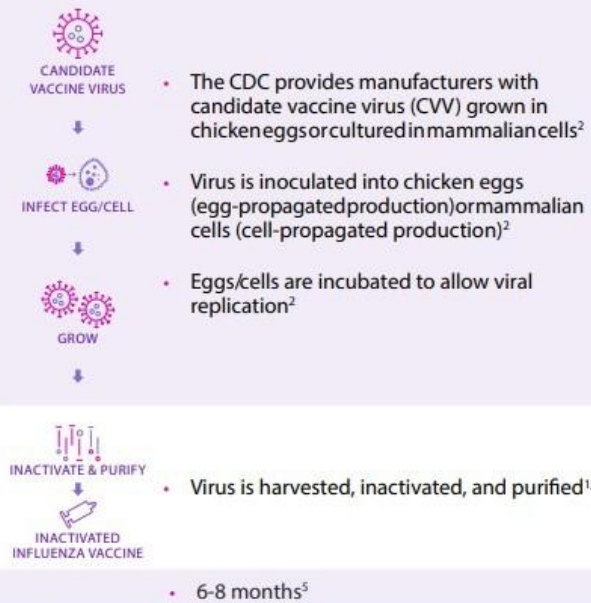 CANDIDATE
VACCINE VIRUS
• The CDC provides manufacturers with
candidate vaccine virus (CVV) grown in
chickeneggsorculturedinmammaliancells²
INFECT EGG/CELL
• Virus is inoculated into chicken eggs
(egg-propagatedproduction)ormammalian
cells (cell-propagated production)²
GROW
• Eggs/cells are incubated to allow viral
replication²
INACTIVATE & PURIFY
• Virus is harvested, inactivated, and purified¹
INACTIVATED
INFLUENZA VACCINE
• 6-8 months⁵